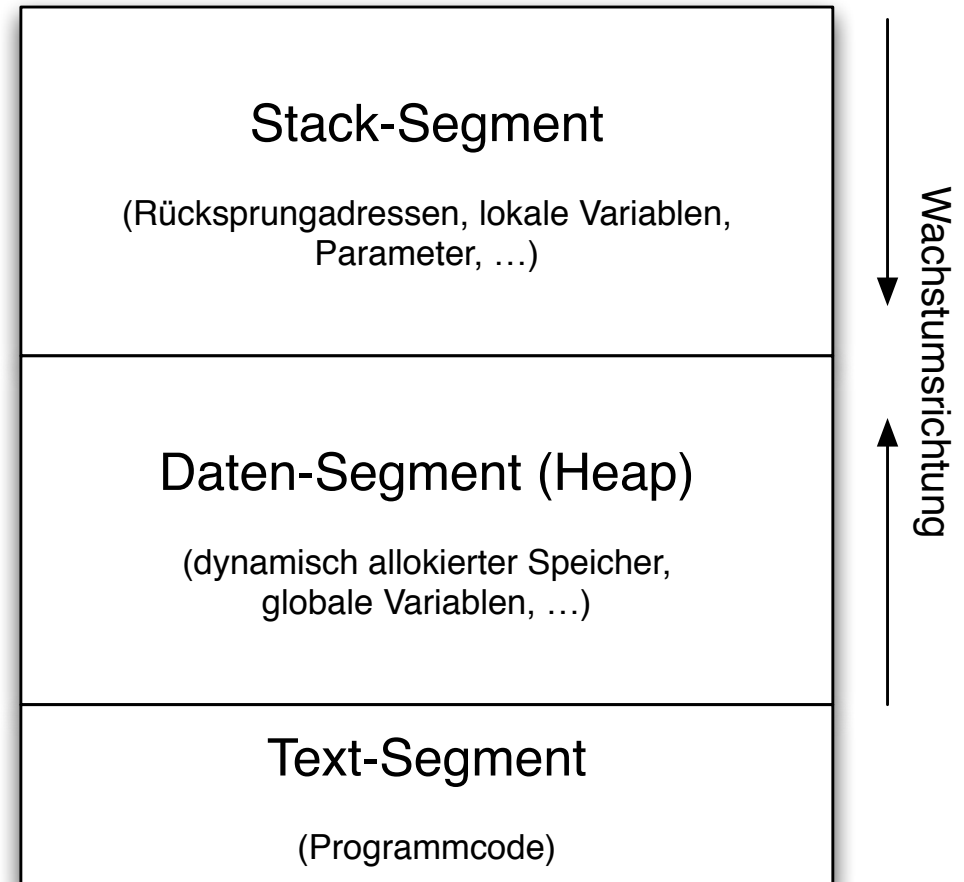 Stack-Segment
(Rücksprungadressen, lokale Variablen,
Parameter, …)
Wachstumsrichtung
Daten-Segment (Heap)
(dynamisch allokierter Speicher,
globale Variablen, …)
Text-Segment
(Programmcode)